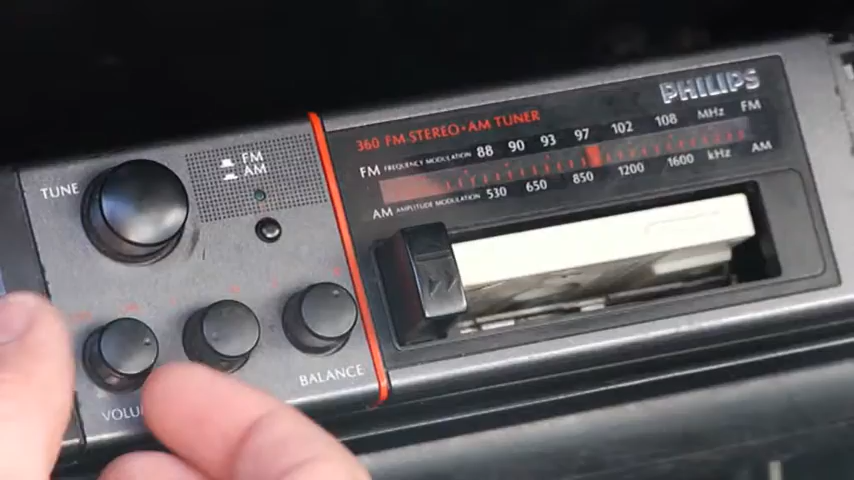 PHILIPS
360 FM STEREO • AM TUNER
FM FREQUENCY MODULATION 88 90 93 97 102 108 MHz FM
AM AMPLITUDE MODULATION 530 650 850 1200 1600 kHz AM
TUNE
FM
AM
VOLU
BALANCE